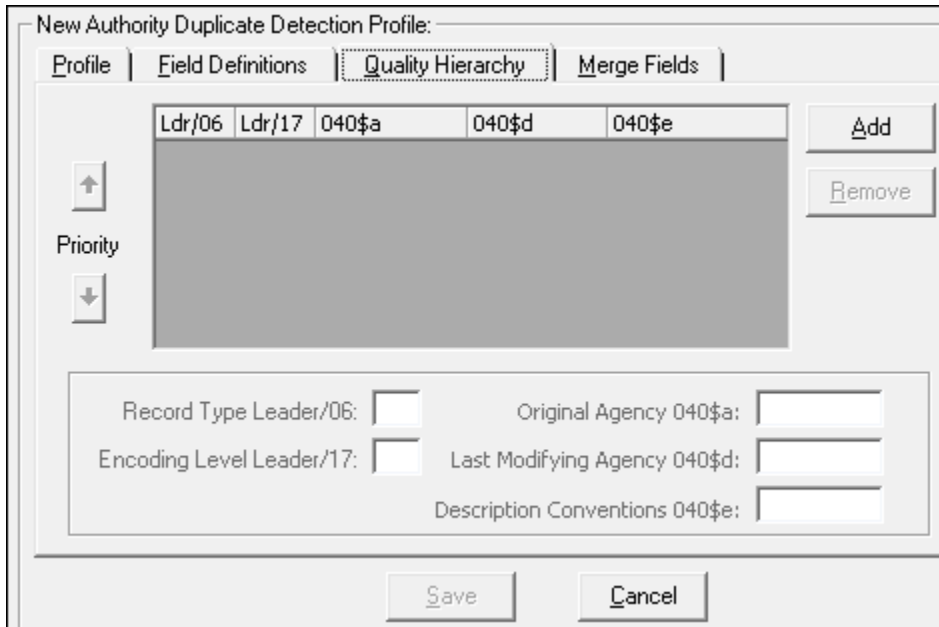 New Authority Duplicate Detection Profile:
Profile Field Definitions Quality Hierarchy Merge Fields
Ldr/06 Ldr/17 040$a 040$d 040$e
Add
Remove
Priority
Record Type Leader/06: Original Agency 040$a:
Encoding Level Leader/17: Last Modifying Agency 040$d:
Description Conventions 040$e:
Save Cancel